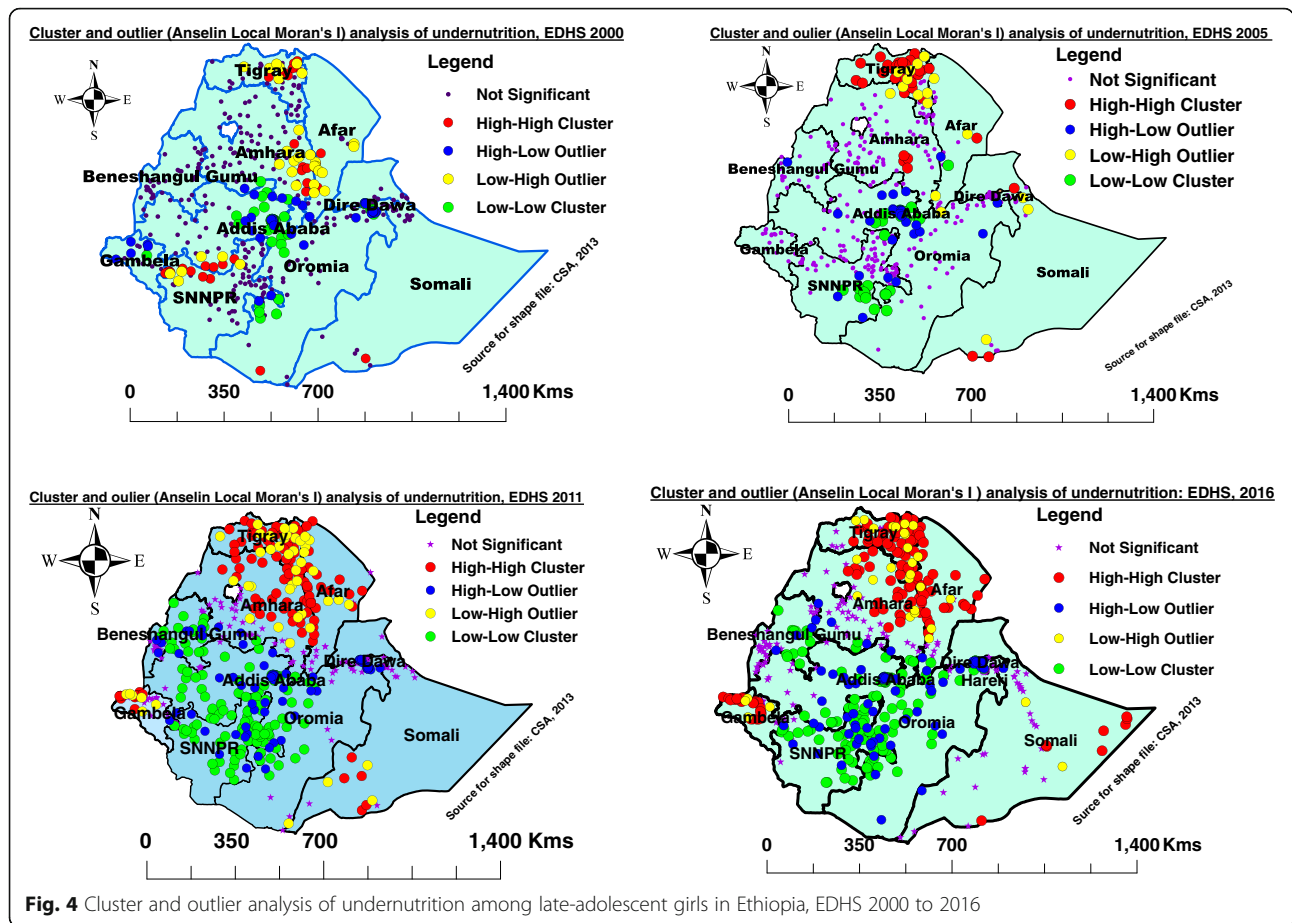 Cluster and outlier (Anselin Local Moran's I) analysis of undernutrition, EDHS 2000
N
W
E
S
Legend
Not Significant
High-High Cluster
High-Low Outlier
Low-High Outlier
Low-Low Cluster
Tigray
Afar
Amhara
Beneshangul Gumu
Dire Dawa
Addis Ababa
Gambela
Oromia
SNNPR
Somali
Source for shape file: CSA, 2013
0 350 700 1,400 Kms
Cluster and oulier (Anselin Local Moran's I) analysis of undernutrition, EDHS 2005
N
W
E
S
Legend
Not Significant
High-High Cluster
High-Low Outlier
Low-High Outlier
Low-Low Cluster
Tigray
Afar
Amhara
Beneshangul Gumu
Dire Dawa
Addis Ababa
Gambela
Oromia
SNNPR
Somali
Source for shape file: CSA, 2013
0 350 700 1,400 Kms
Cluster and oulier (Anselin Local Moran's I) analysis of undernutrition, EDHS 2011
N
W
E
S
Legend
Not Significant
High-High Cluster
High-Low Outlier
Low-High Outlier
Low-Low Cluster
Tigray
Afar
Amhara
Beneshangul Gumu
Dire Dawa
Addis Ababa
Gambela
Oromia
SNNPR
Somali
Source for shape file: CSA, 2013
0 350 700 1,400 Kms
Cluster and outlier (Anselin Local Moran's I ) analysis of undernutrition: EDHS, 2016
N
W
E
S
Legend
Not Significant
High-High Cluster
High-Low Outlier
Low-High Outlier
Low-Low Cluster
Tigray
Afar
Amhara
Beneshangul Gumu
Dire Dawa
Addis Ababa
Harerj
Gambela
Oromia
SNNPR
Somali
Surce for shape file: CSA, 2013
0 350 700 1,400 Kms
Fig. 4 Cluster and outlier analysis of undernutrition among late-adolescent girls in Ethiopia, EDHS 2000 to 2016